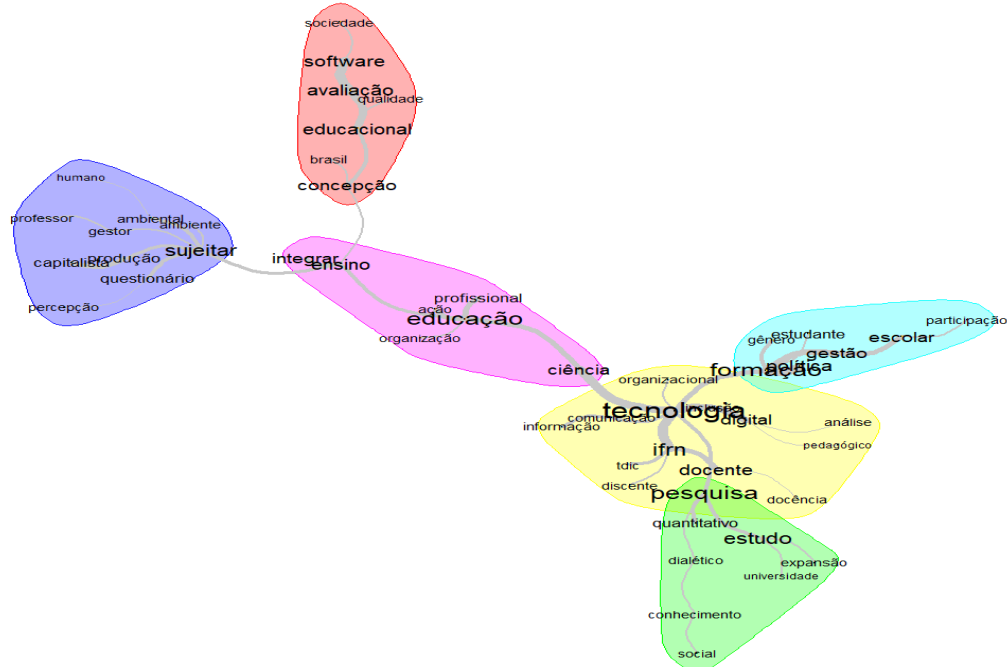 sociedade
software
avaliação
qualidade
educacional
brasil
concepção
humano
professor
ambiental
ambiente
gestor
sujeitar
produção
capitalista
questionário
percepção
integrar
ensino
profissional
ação
educação
organização
ciência
participação
estudante
gênero
escolar
gestão
política
formação
organizacional
tecnologia
inclusão
comunicação
digital
informação
análise
pedagógico
ifrn
tdic
docente
discente
pesquisa
docência
quantitativo
estudo
dialético
expansão
universidade
conhecimento
social